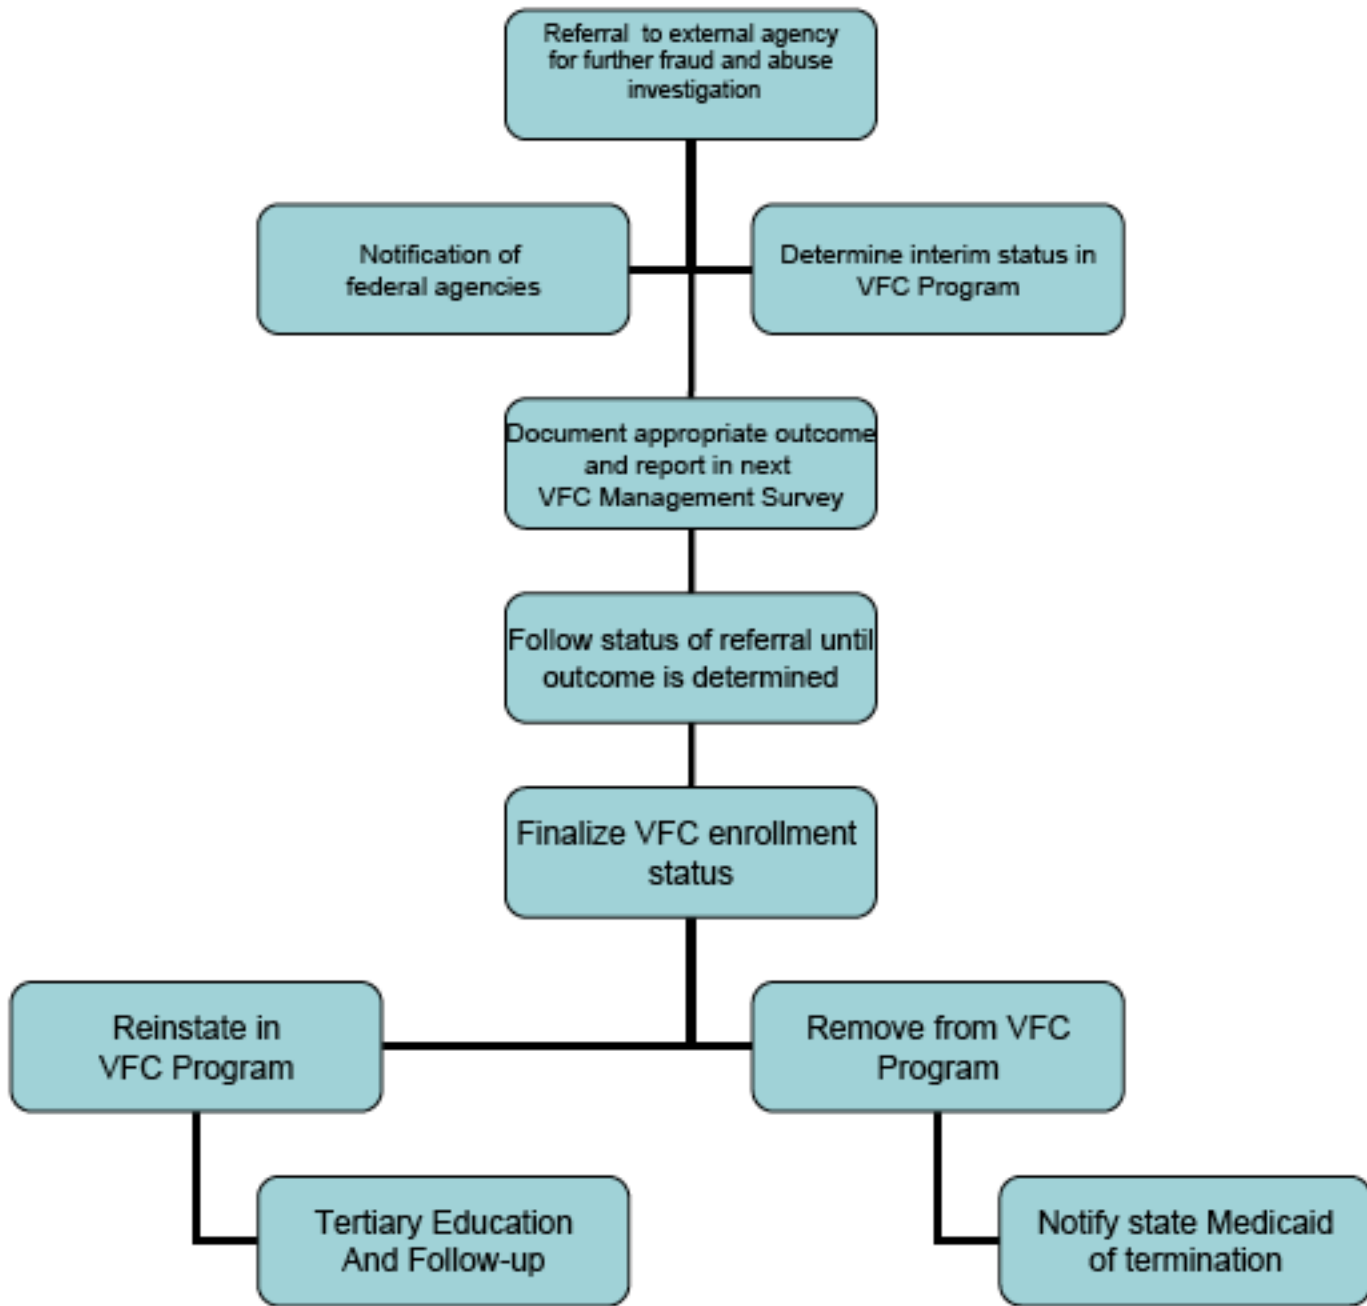 Referral to external agency
for further fraud and abuse
investigation
Notification of
federal agencies
Determine interim status in
VFC Program
Document appropriate outcome
and report in next
VFC Management Survey
Follow status of referral until
outcome is determined
Finalize VFC enrollment
status
Reinstate in
VFC Program
Remove from VFC
Program
Tertiary Education
And Follow-up
Notify state Medicaid
of termination